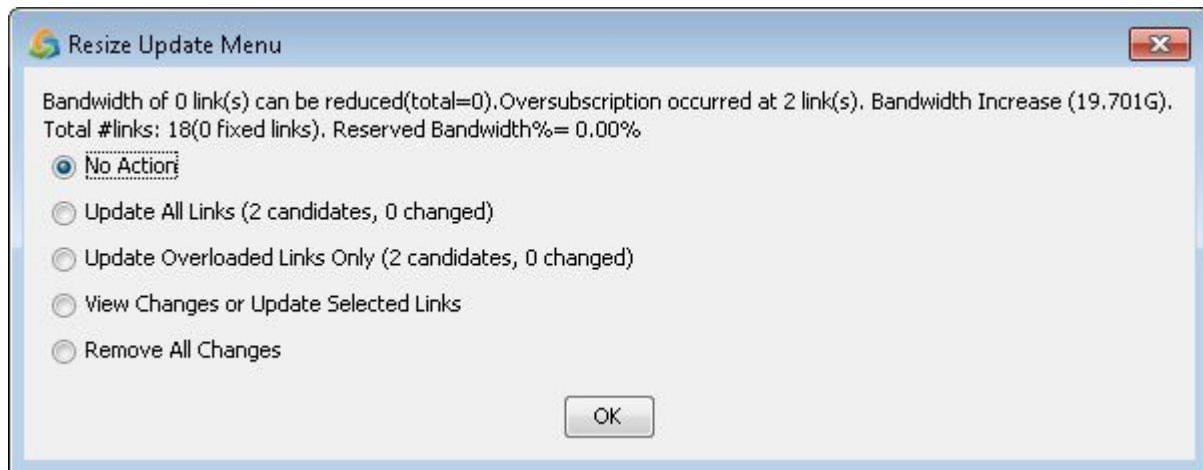 Resize Update Menu
Bandwidth of 0 link(s) can be reduced(total=0).Oversubscription occurred at 2 link(s). Bandwidth Increase (19.701G).
Total #links: 18(0 fixed links). Reserved Bandwidth%= 0.00%
No Action
Update All Links (2 candidates, 0 changed)
Update Overloaded Links Only (2 candidates, 0 changed)
View Changes or Update Selected Links
Remove All Changes
OK